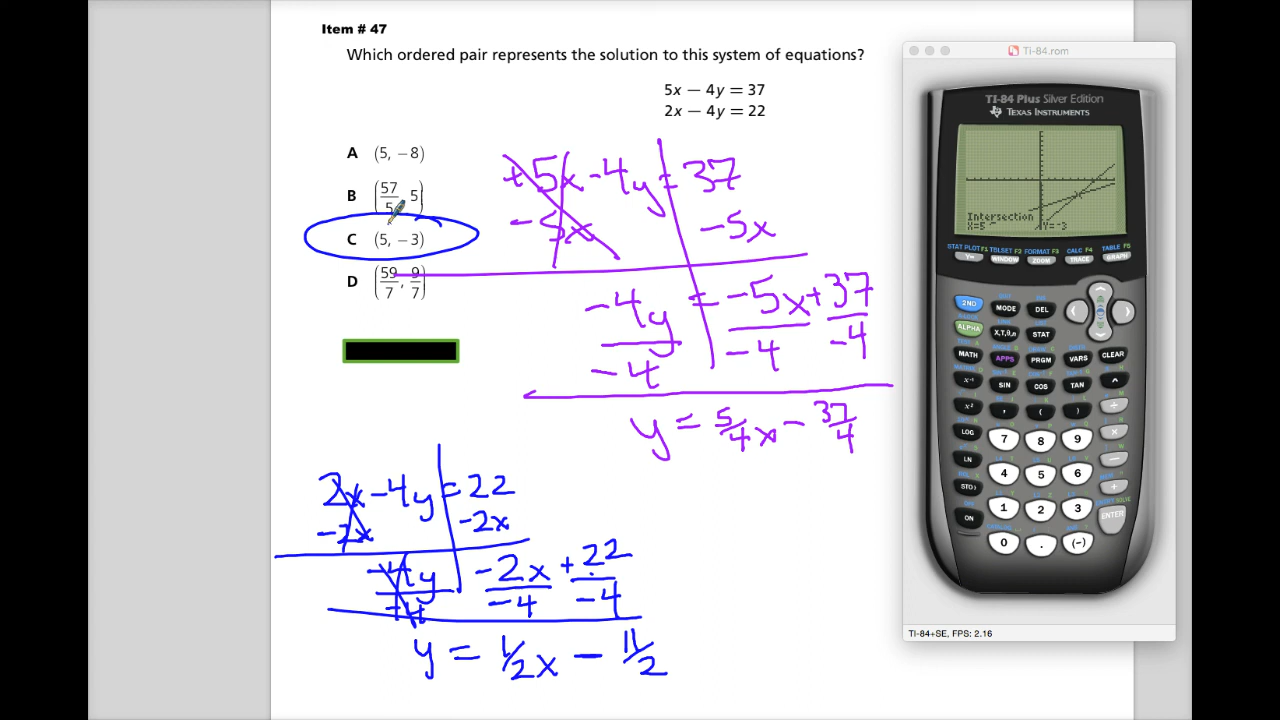 Item # 47
Which ordered pair represents the solution to this system of equations?
5x − 4y = 37
2x − 4y = 22
A (5, −8)
B (57/5, 5)
C (5, −3)
D (59/7, 9/7)
+5x -4y = 37
-5x -5x
-4y = -5x + 37
-4 -4 -4
y = 5/4x - 37/4
2x - 4y = 22
-2x -2x
-4y -2x + 22
-4 -4 -4
y = 1/2x - 11/2
Ti-84.rom
TI-84 Plus Silver Edition
TEXAS INSTRUMENTS
Intersection
X=5 Y=-3
STAT PLOT F1 TBLSET F2 FORMAT F3 CALC F4 TABLE F5
Y= WINDOW ZOOM TRACE GRAPH
2ND MODE DEL
ALPHA X,T,θ,n STAT
MATH APPS PRGM VARS CLEAR
x⁻¹ SIN COS TAN ^
x² , ( ) ÷
LOG 7 8 9 ×
LN 4 5 6 −
STO› 1 2 3 +
ON 0 . (−) ENTER
TI-84+SE, FPS: 2.16